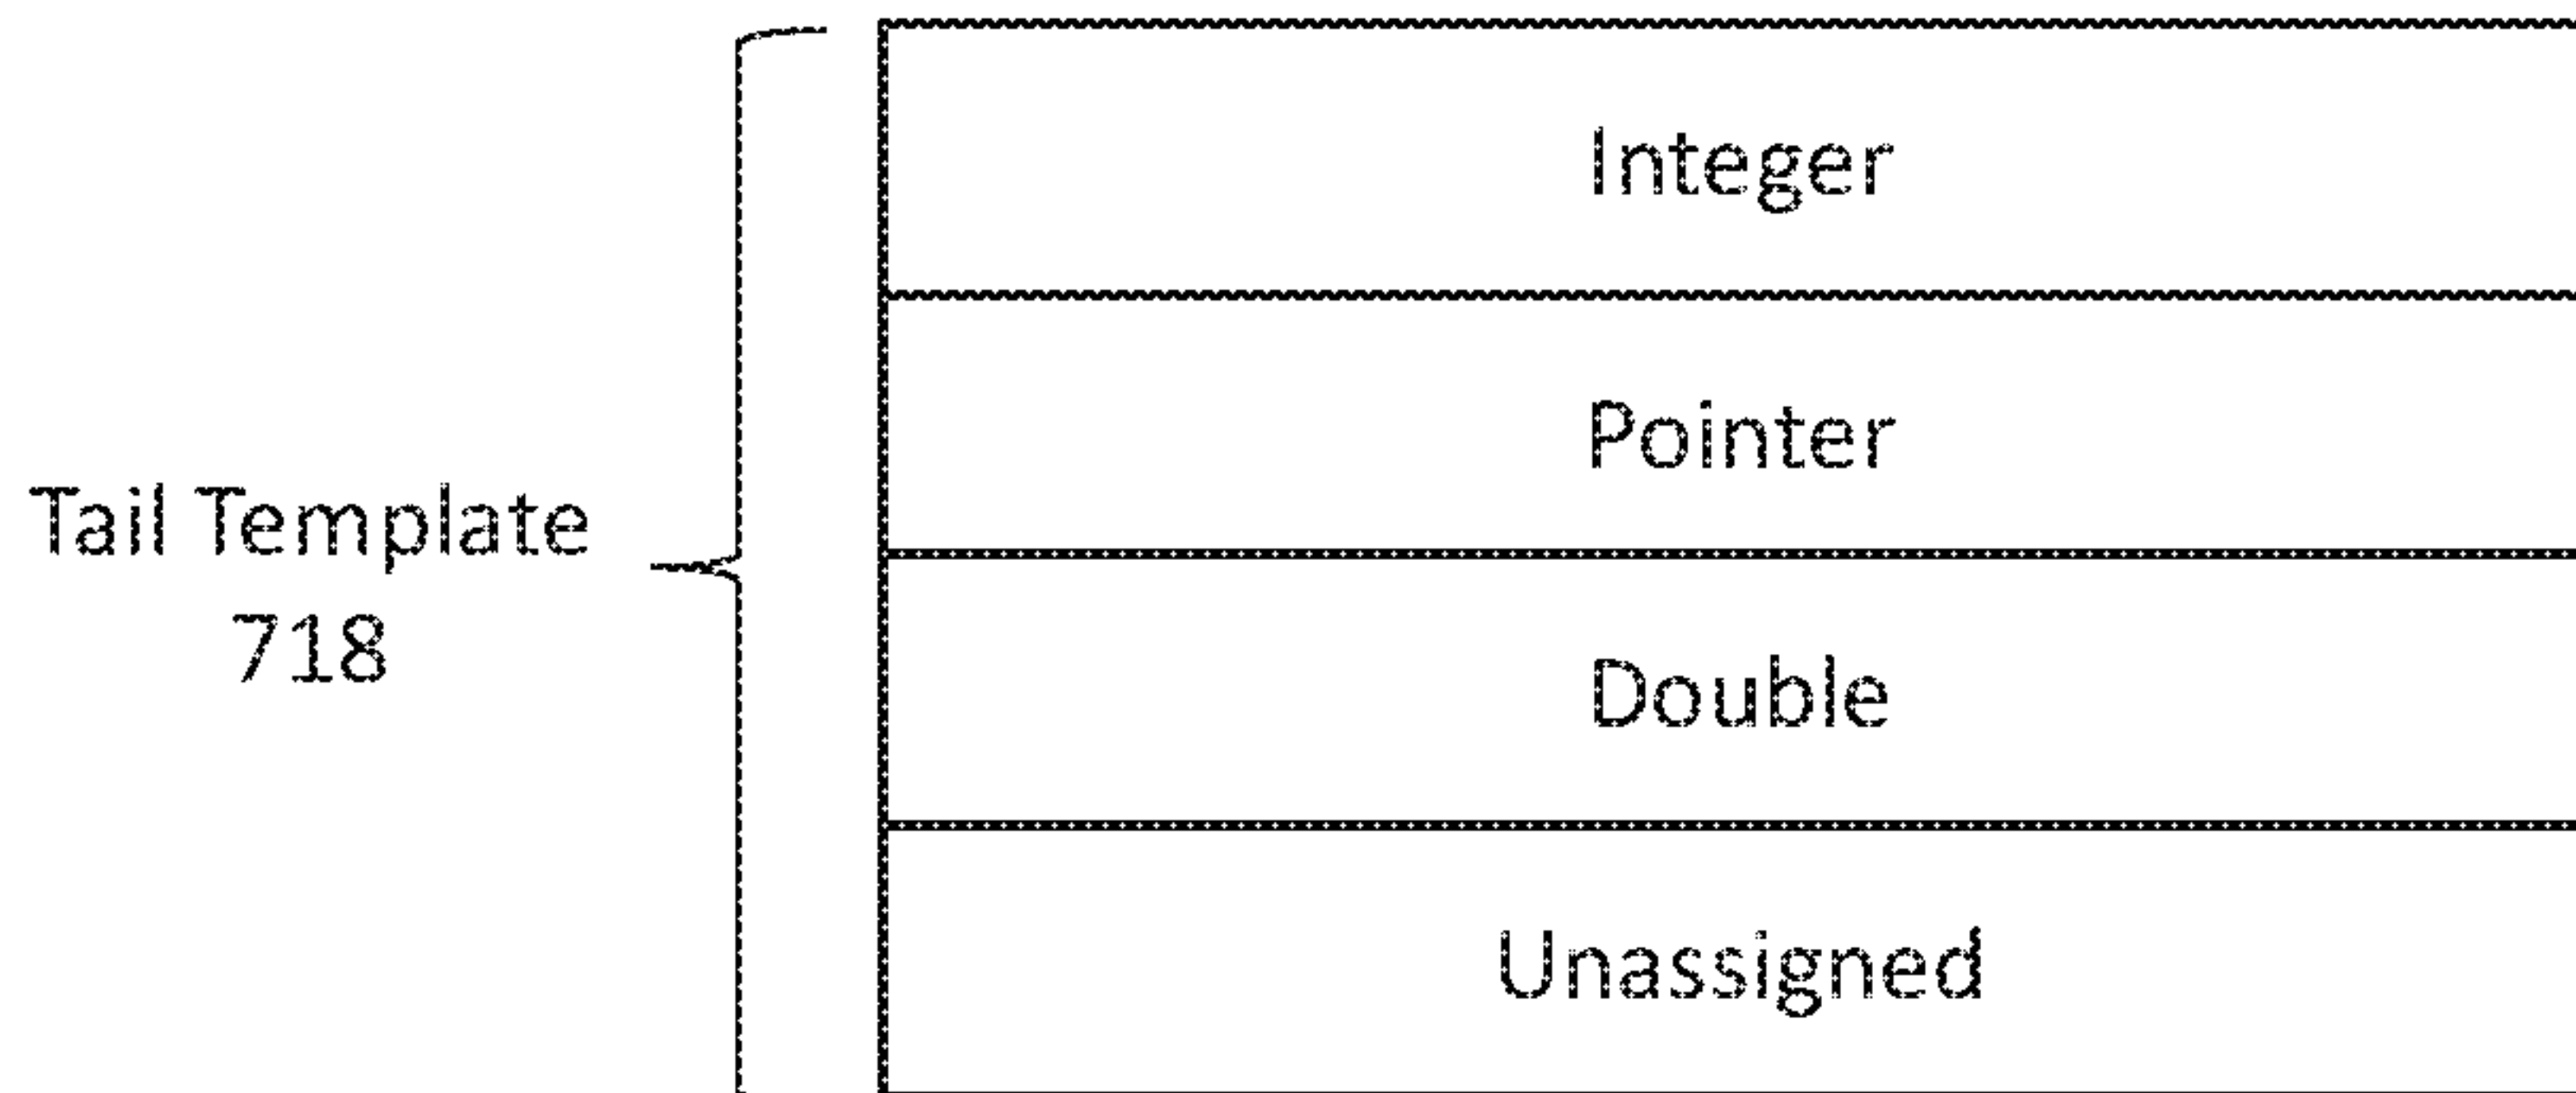 Integer
Pointer
Tail Template
718
Double
Unassigned